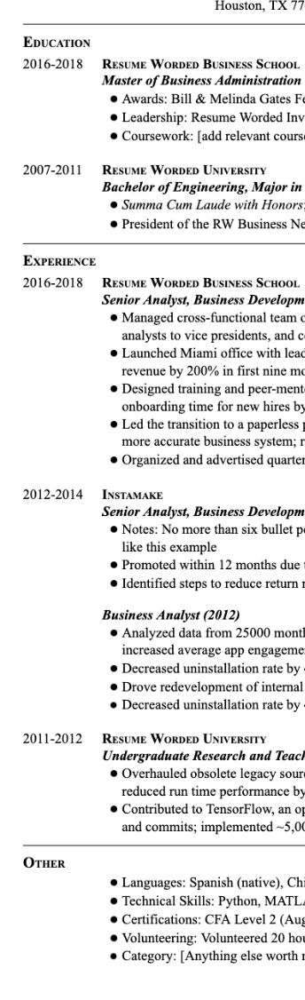 Houston, TX 77
EDUCATION
2016-2018 RESUME WORDED BUSINESS SCHOOL
Master of Business Administration
● Awards: Bill & Melinda Gates Fe
● Leadership: Resume Worded Inv
● Coursework: [add relevant course
2007-2011 RESUME WORDED UNIVERSITY
Bachelor of Engineering, Major in
● Summa Cum Laude with Honors;
● President of the RW Business Ne
EXPERIENCE
2016-2018 RESUME WORDED BUSINESS SCHOOL
Senior Analyst, Business Developm
● Managed cross-functional team o
analysts to vice presidents, and c
● Launched Miami office with lead
revenue by 200% in first nine mo
● Designed training and peer-mento
onboarding time for new hires by
● Led the transition to a paperless p
more accurate business system; r
● Organized and advertised quarter
2012-2014 INSTAMAKE
Senior Analyst, Business Developm
● Notes: No more than six bullet po
like this example
● Promoted within 12 months due t
● Identified steps to reduce return r
Business Analyst (2012)
● Analyzed data from 25000 month
increased average app engageme
● Decreased uninstallation rate by
● Drove redevelopment of internal
● Decreased uninstallation rate by
2011-2012 RESUME WORDED UNIVERSITY
Undergraduate Research and Teach
● Overhauled obsolete legacy sour
reduced run time performance by
● Contributed to TensorFlow, an op
and commits; implemented ~5,00
OTHER
● Languages: Spanish (native), Chi
● Technical Skills: Python, MATLA
● Certifications: CFA Level 2 (Aug
● Volunteering: Volunteered 20 hou
● Category: [Anything else worth